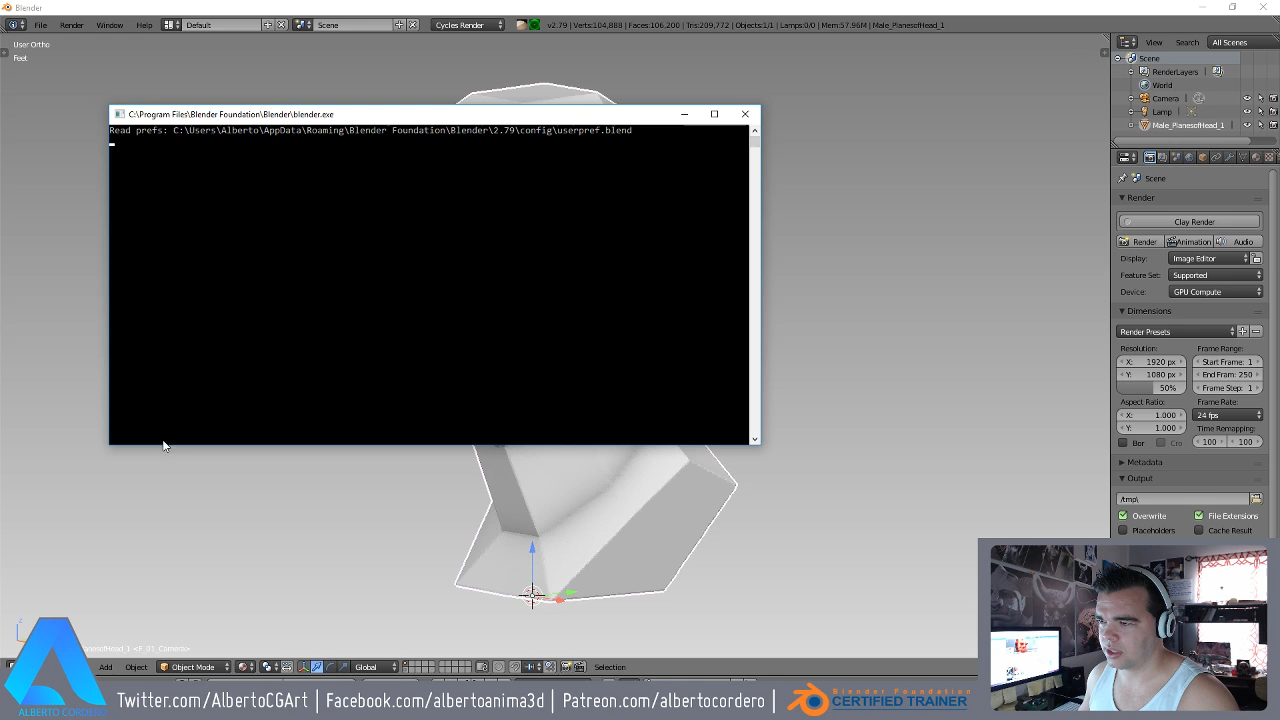 Blender
File Render Window Help Default Scene Cycles Render v2.79 | Verts:104,888 | Faces:106,200 | Tris:209,772 | Objects:1/1 | Lamps:0/0 | Mem:57.96M | Male_PlanesofHead_1
User Ortho
Feet
View Search All Scenes
Scene
RenderLayers
World
Camera
Lamp
Male_PlanesofHead_1
C:\Program Files\Blender Foundation\Blender\blender.exe
Read prefs: C:\Users\Alberto\AppData\Roaming\Blender Foundation\Blender\2.79\config\userpref.blend
Scene
Render
Clay Render
Render Animation Audio
Display: Image Editor
Feature Set: Supported
Device: GPU Compute
Dimensions
Render Presets
Resolution: Frame Range:
X: 1920 px Start Frame: 1
Y: 1080 px End Fram: 250
50% Frame Step: 1
Aspect Ratio: Frame Rate:
X: 1.000 24 fps
Y: 1.000 Time Remapping:
Bor Cro 100 100
Metadata
Output
/tmp\
Overwrite File Extensions
Placeholders Cache Result
Add Object Object Mode Global Selection
ALBERTO CORDERO
Twitter.com/AlbertoCGArt | Facebook.com/albertoanima3d | Patreon.com/albertocordero |
Blender Foundation
CERTIFIED TRAINER